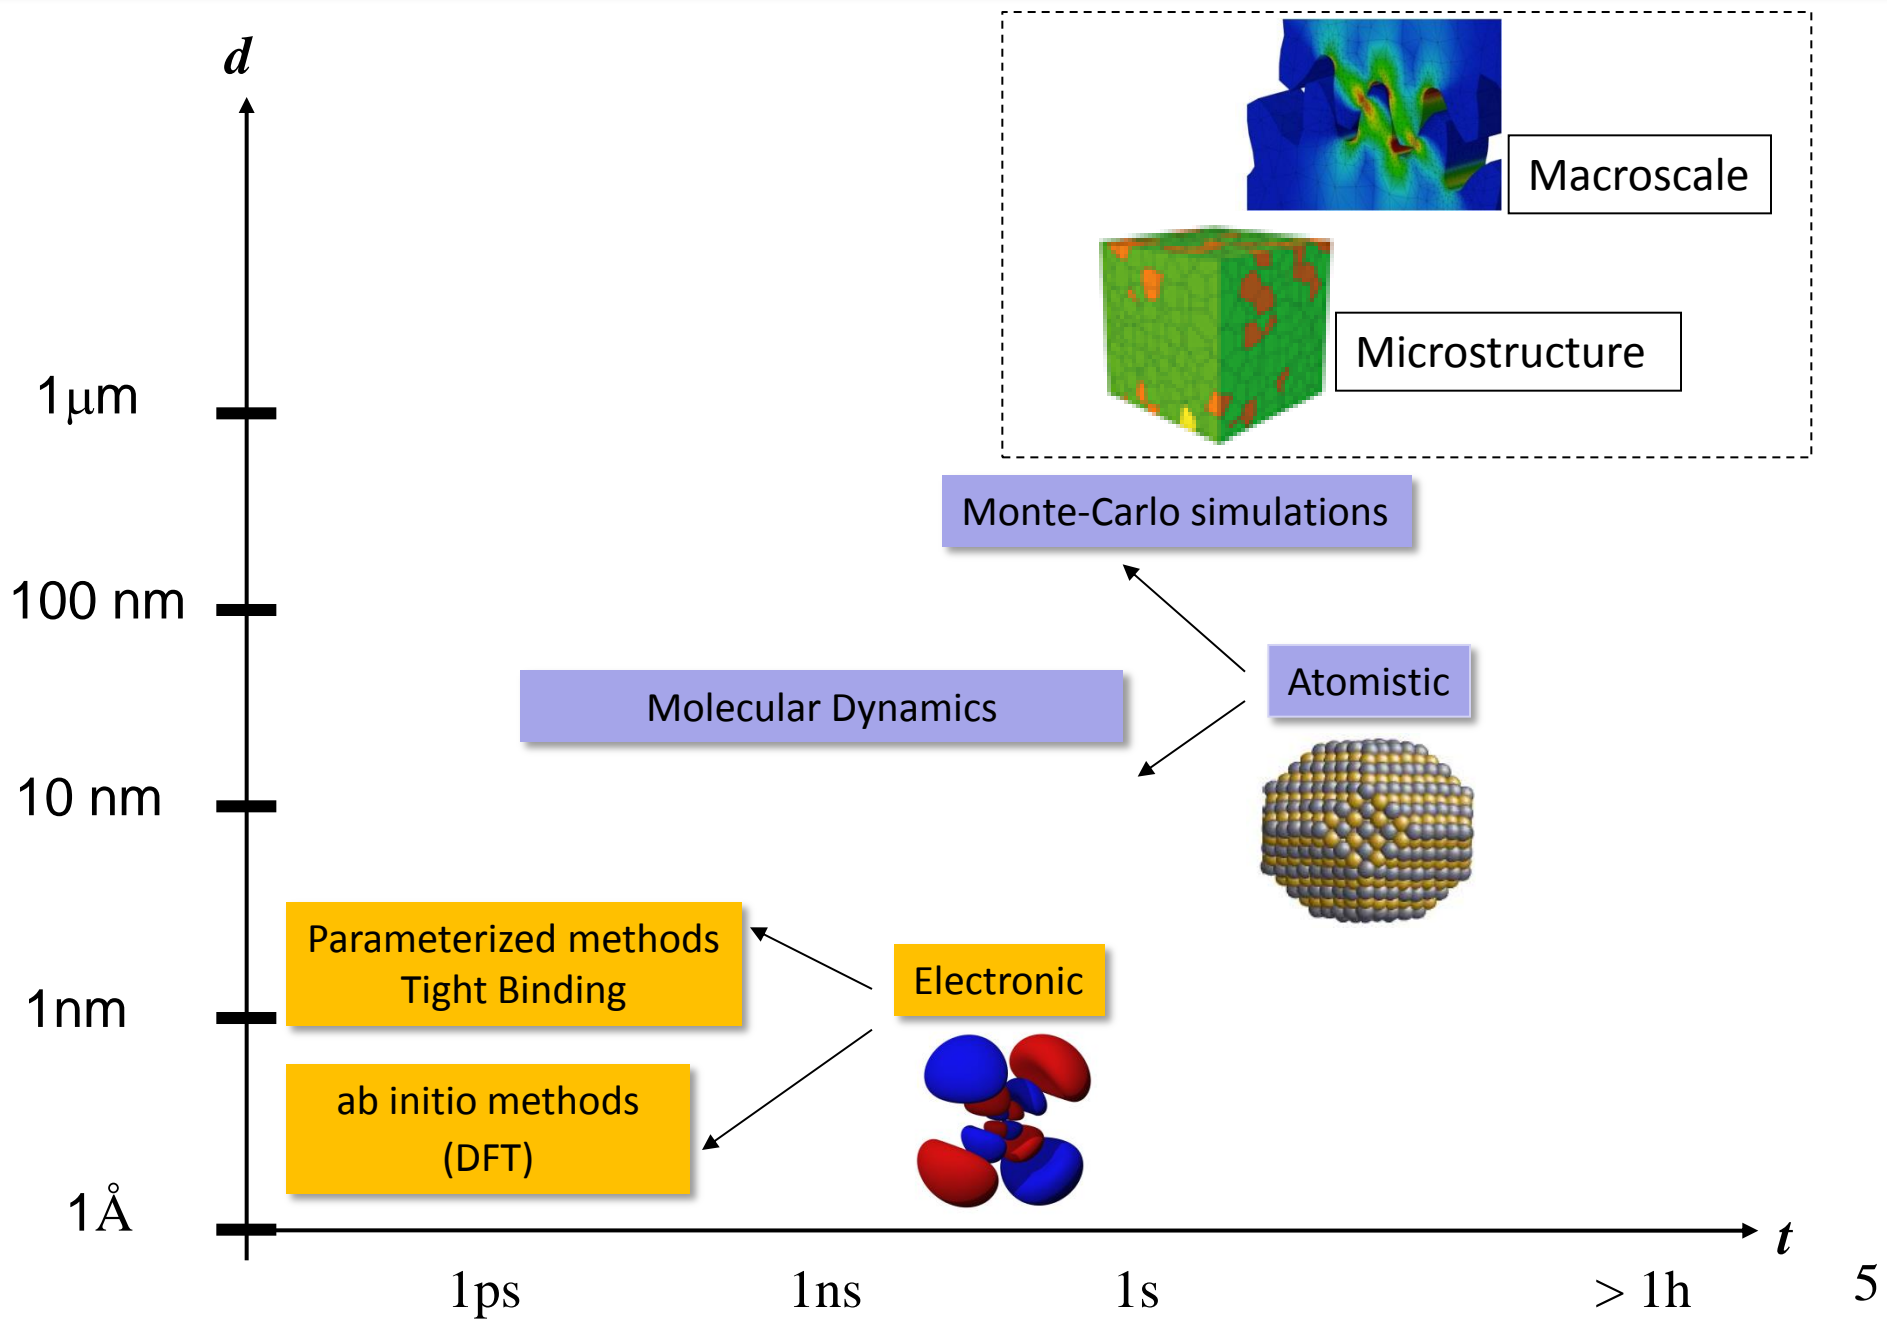 d
Macroscale
Microstructure
1μm
Monte-Carlo simulations
100 nm
Atomistic
Molecular Dynamics
10 nm
Parameterized methods
Tight Binding
Electronic
1nm
ab initio methods
(DFT)
1Å
t
1ps
1ns
1s
> 1h
5